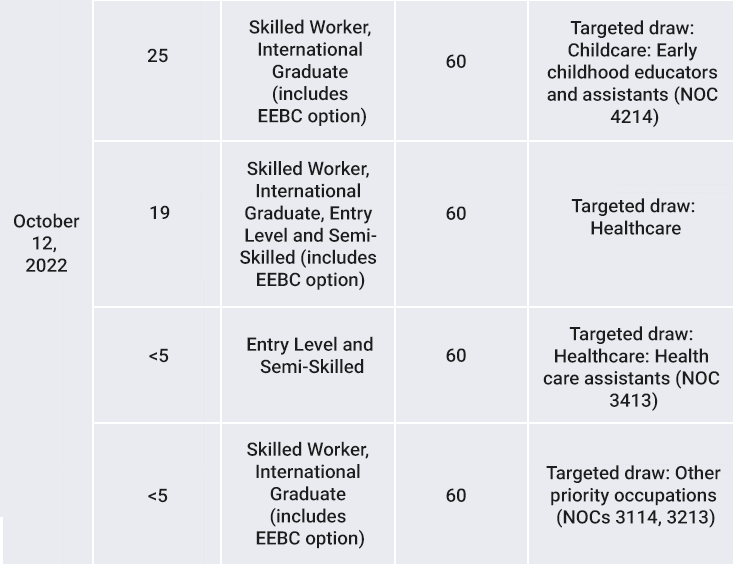 25
Skilled Worker,
International
Graduate
(includes
EEBC option)
60
Targeted draw:
Childcare: Early
childhood educators
and assistants (NOC
4214)
October
12,
2022
19
Skilled Worker,
International
Graduate, Entry
Level and Semi-
Skilled (includes
EEBC option)
60
Targeted draw:
Healthcare
<5
Entry Level and
Semi-Skilled
60
Targeted draw:
Healthcare: Health
care assistants (NOC
3413)
<5
Skilled Worker,
International
Graduate
(includes
EEBC option)
60
Targeted draw: Other
priority occupations
(NOCs 3114, 3213)